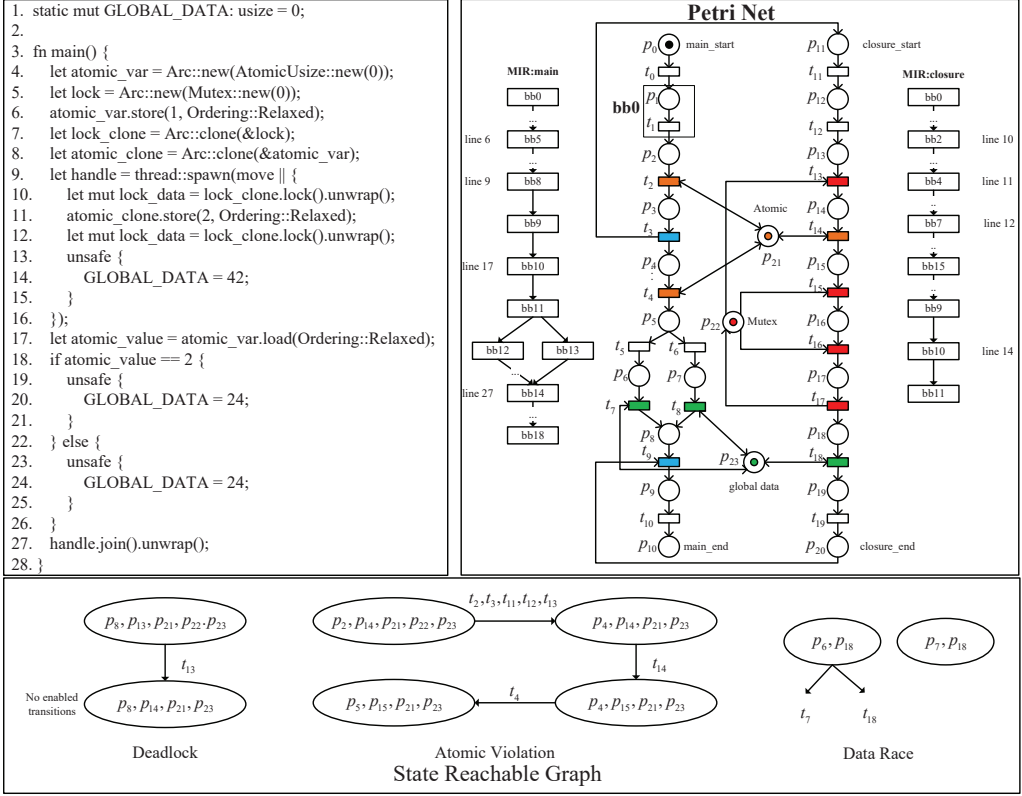 1. static mut GLOBAL_DATA: usize = 0;
2.
3. fn main() {
4. let atomic_var = Arc::new(AtomicUsize::new(0));
5. let lock = Arc::new(Mutex::new(0));
6. atomic_var.store(1, Ordering::Relaxed);
7. let lock_clone = Arc::clone(&lock);
8. let atomic_clone = Arc::clone(&atomic_var);
9. let handle = thread::spawn(move || {
10. let mut lock_data = lock_clone.lock().unwrap();
11. atomic_clone.store(2, Ordering::Relaxed);
12. let mut lock_data = lock_clone.lock().unwrap();
13. unsafe {
14. GLOBAL_DATA = 42;
15. }
16. });
17. let atomic_value = atomic_var.load(Ordering::Relaxed);
18. if atomic_value == 2 {
19. unsafe {
20. GLOBAL_DATA = 24;
21. }
22. } else {
23. unsafe {
24. GLOBAL_DATA = 24;
25. }
26. }
27. handle.join().unwrap();
28. }
Petri Net
MIR:main
bb0
...
line 6 bb5
...
line 9 bb8
bb9
line 17 bb10
bb11
bb12 bb13
...
line 27 bb14
...
bb18
bb0
p0 main_start
t0
p1
t1
p2
t2
p3
t3
p4
:
t4
p5
t5 t6
p6 p7
t7 t8
p8
t9
p9
t10
p10 main_end
Atomic
p21
p22 Mutex
p23
global data
p11 closure_start
t11
p12
t12
p13
t13
p14
t14
p15
t15
p16
t16
p17
t17
p18
t18
p19
t19
p20 closure_end
MIR:closure
bb0
...
bb2 line 10
...
bb4 line 11
..
bb7 line 12
..
bb15
..
bb9
bb10 line 14
bb11
p8, p13, p21, p22. p23
t13
No enabled
transitions
p8, p14, p21, p23
Deadlock
p2, p14, p21, p22, p23
t2, t3, t11, t12, t13
p4, p14, p21, p23
t14
p4, p15, p21, p23
t4
p5, p15, p21, p23
Atomic Violation
p6, p18
t7 t18
p7, p18
Data Race
State Reachable Graph